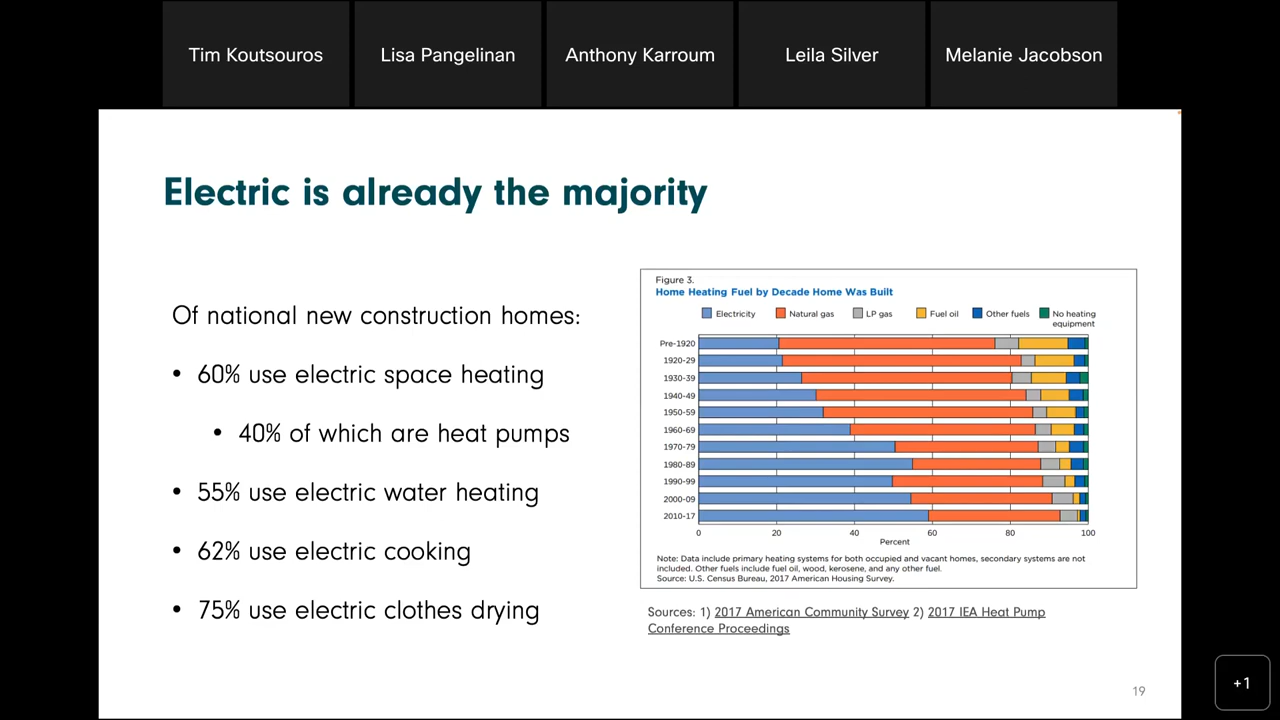 Tim Koutsouros
Lisa Pangelinan
Anthony Karroum
Leila Silver
Melanie Jacobson
Electric is already the majority
Of national new construction homes:
• 60% use electric space heating
• 40% of which are heat pumps
• 55% use electric water heating
• 62% use electric cooking
• 75% use electric clothes drying
Figure 3.
Home Heating Fuel by Decade Home Was Built
Electricity
Natural gas
LP gas
Fuel oil
Other fuels
No heating
equipment
Pre-1920
1920-29
1930-39
1940-49
1950-59
1960-69
1970-79
1980-89
1990-99
2000-09
2010-17
0 20 40 60 80 100
Percent
Note: Data include primary heating systems for both occupied and vacant homes, secondary systems are not
included. Other fuels include fuel oil, wood, kerosene, and any other fuel.
Source: U.S. Census Bureau, 2017 American Housing Survey.
Sources: 1) 2017 American Community Survey 2) 2017 IEA Heat Pump
Conference Proceedings
19
+1